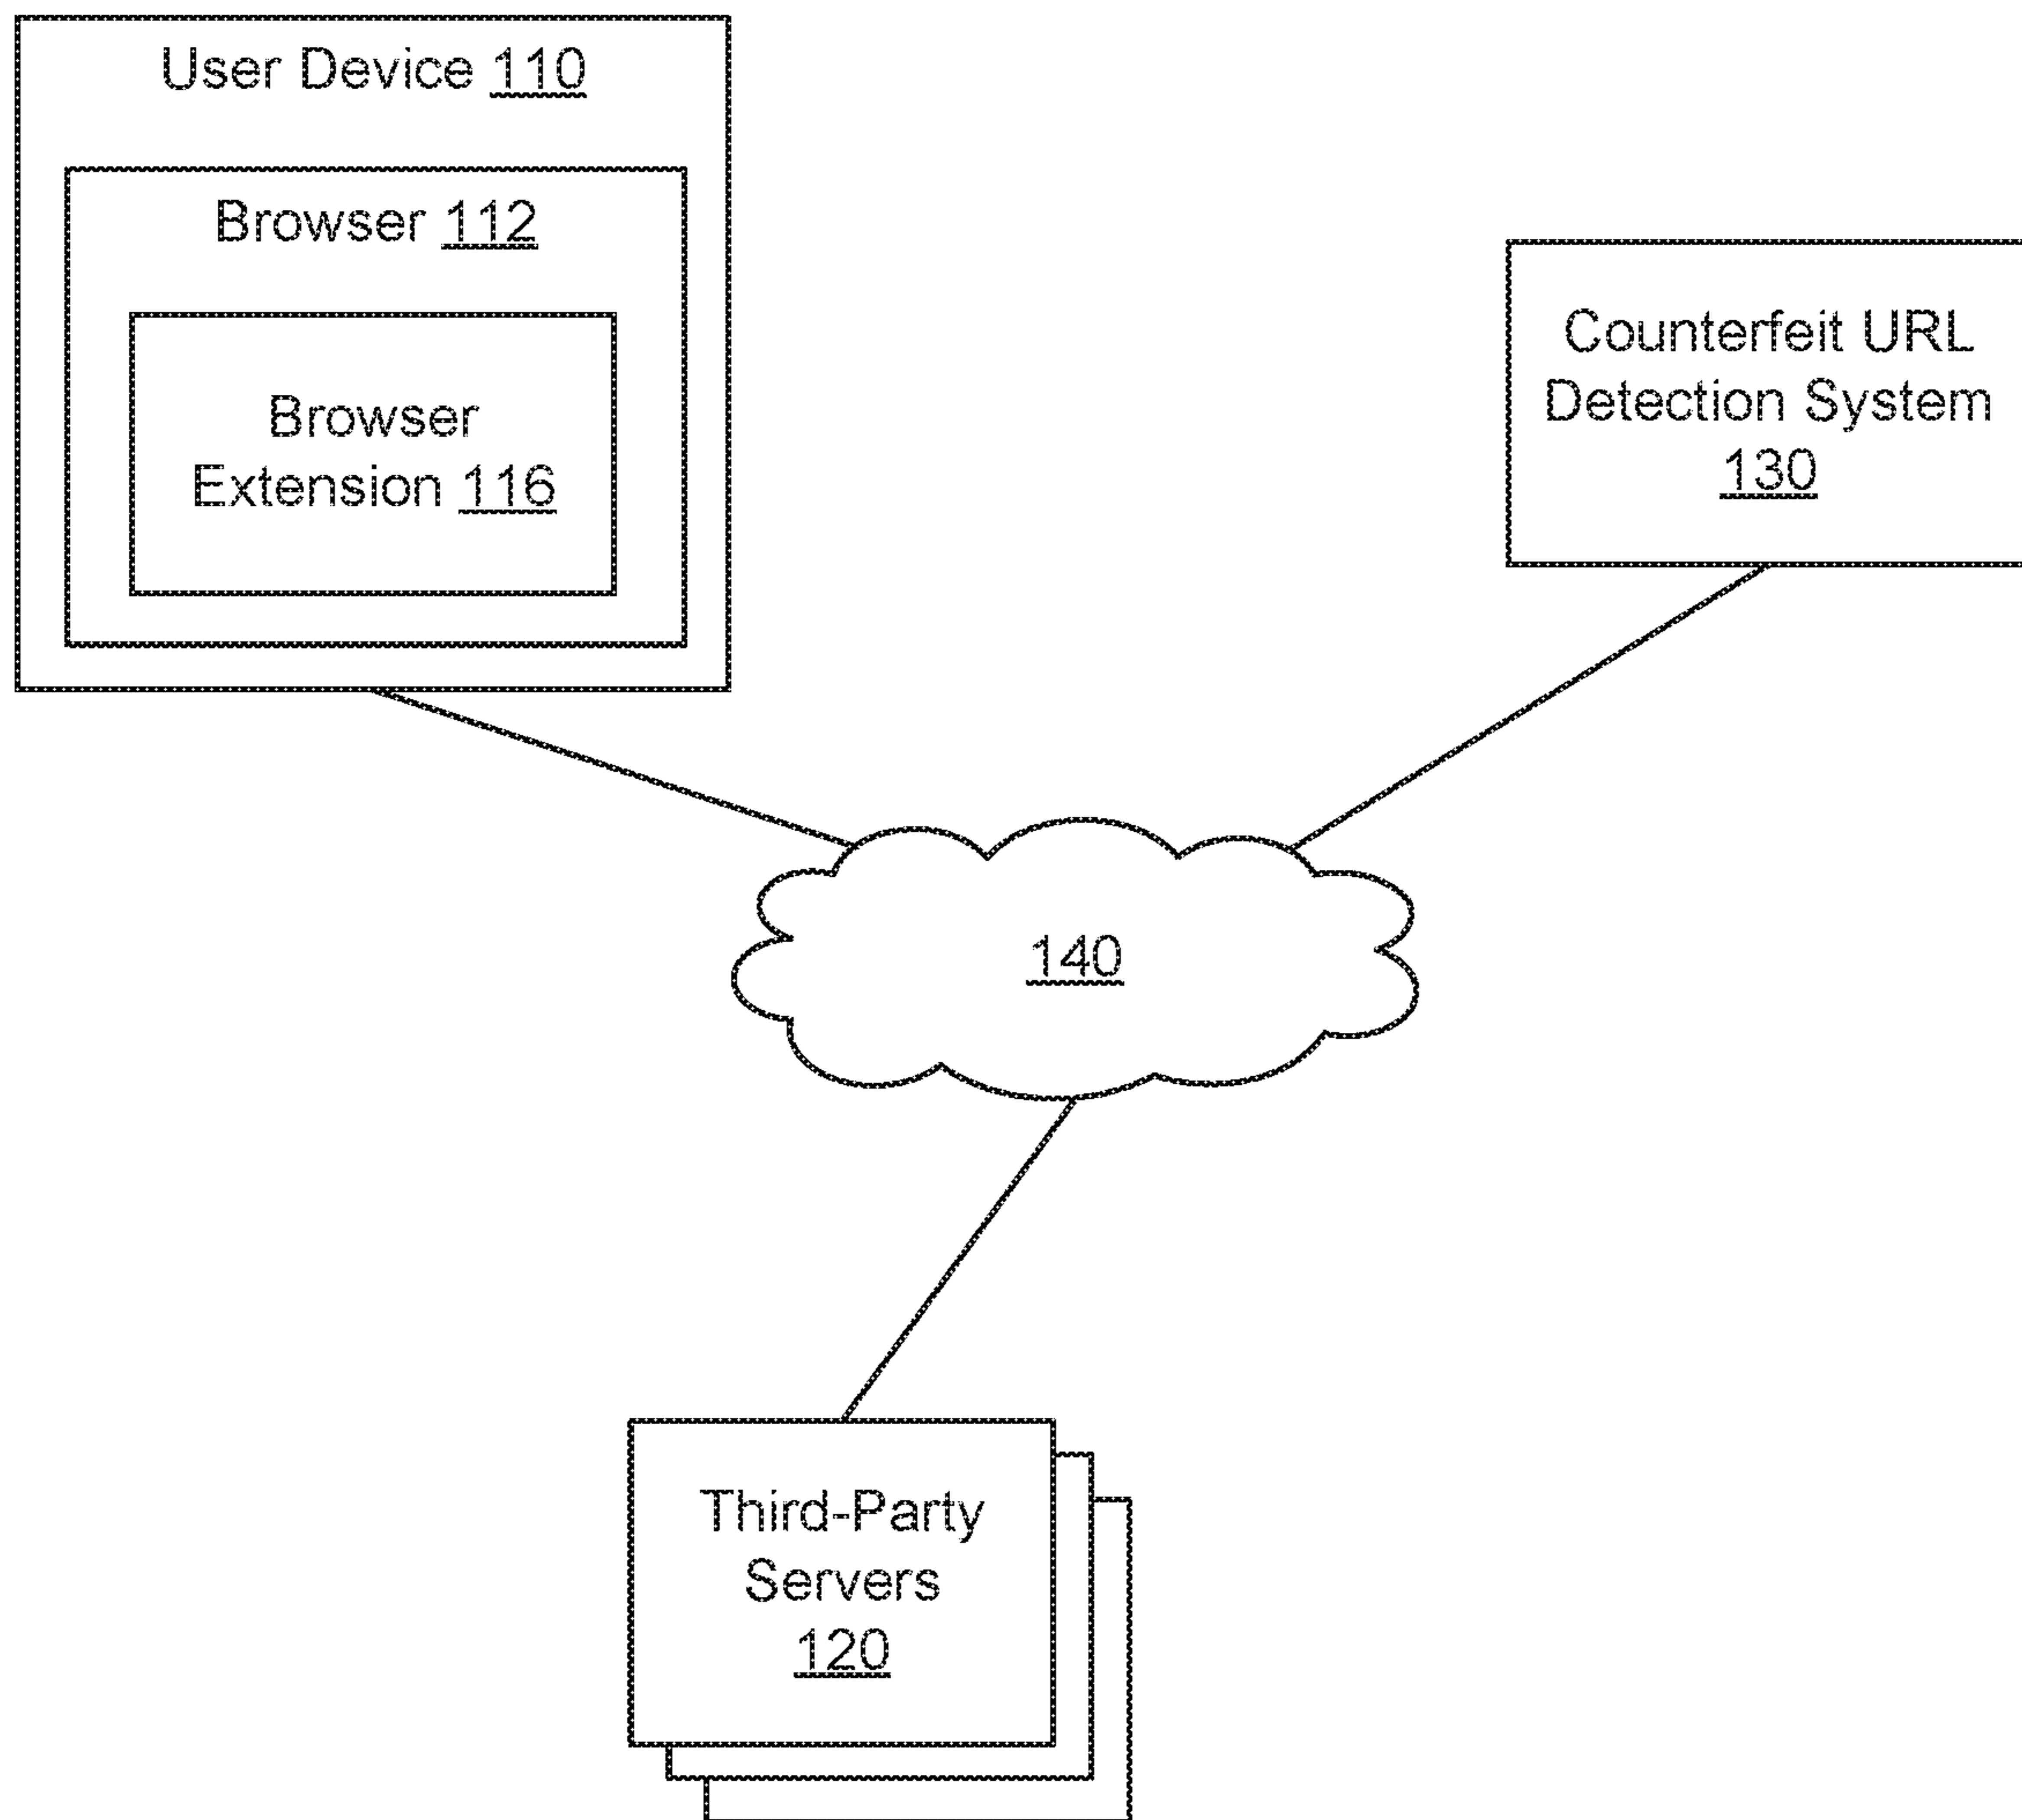 User Device 110
Browser 112
Browser
Extension 116
Counterfeit URL
Detection System
130
140
Third-Party
Servers
120